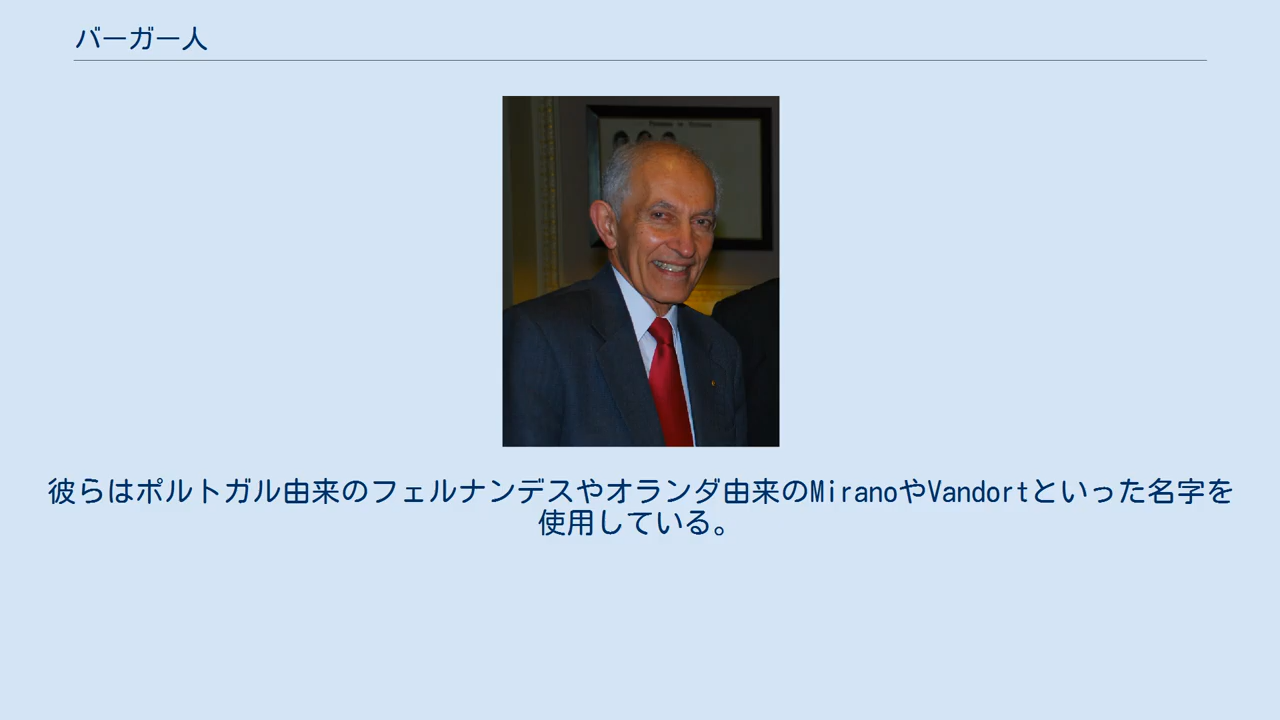 バーガー人
彼らはポルトガル由来のフェルナンデスやオランダ由来のMiranoやVandortといった名字を
使用している。